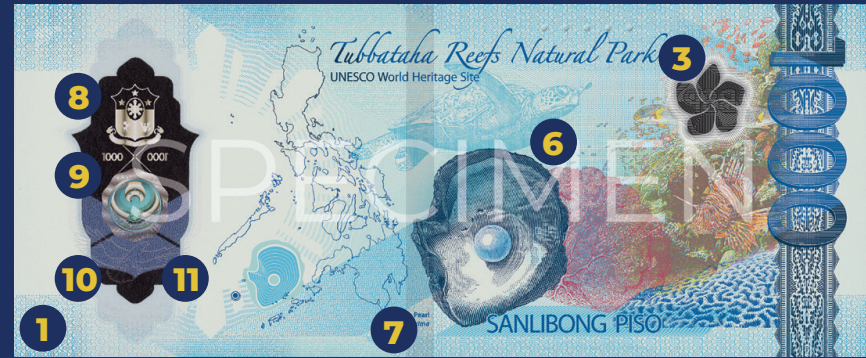 Tubbataha Reefs Natural Park
UNESCO World Heritage Site
3
8
1000 1000
6
SPECIMEN
9
10
11
Pearl
1
7
SANLIBONG PISO